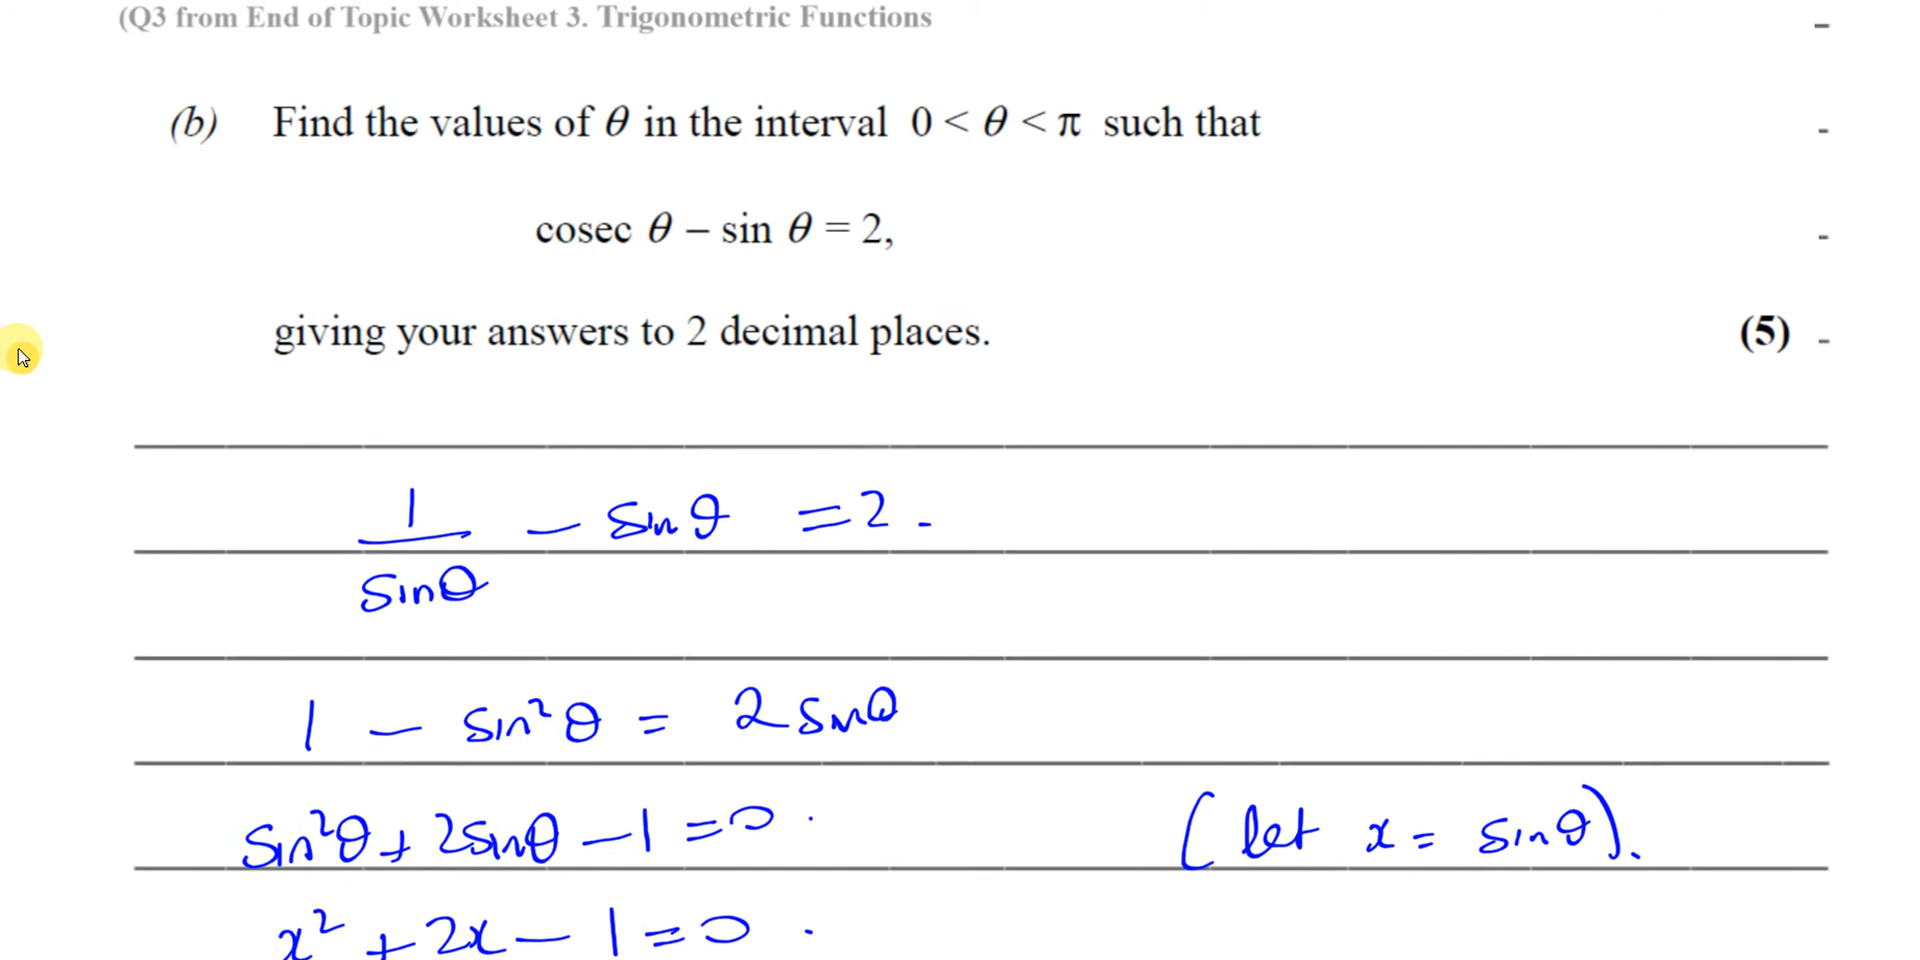 (Q3 from End of Topic Worksheet 3. Trigonometric Functions
(b) Find the values of θ in the interval 0 < θ < π such that
cosec θ – sin θ = 2,
giving your answers to 2 decimal places. (5)
1/sinθ − sinθ = 2.
1 − sin²θ = 2sinθ
sin²θ + 2sinθ − 1 = 0. (let x = sinθ).
x² + 2x − 1 = 0.